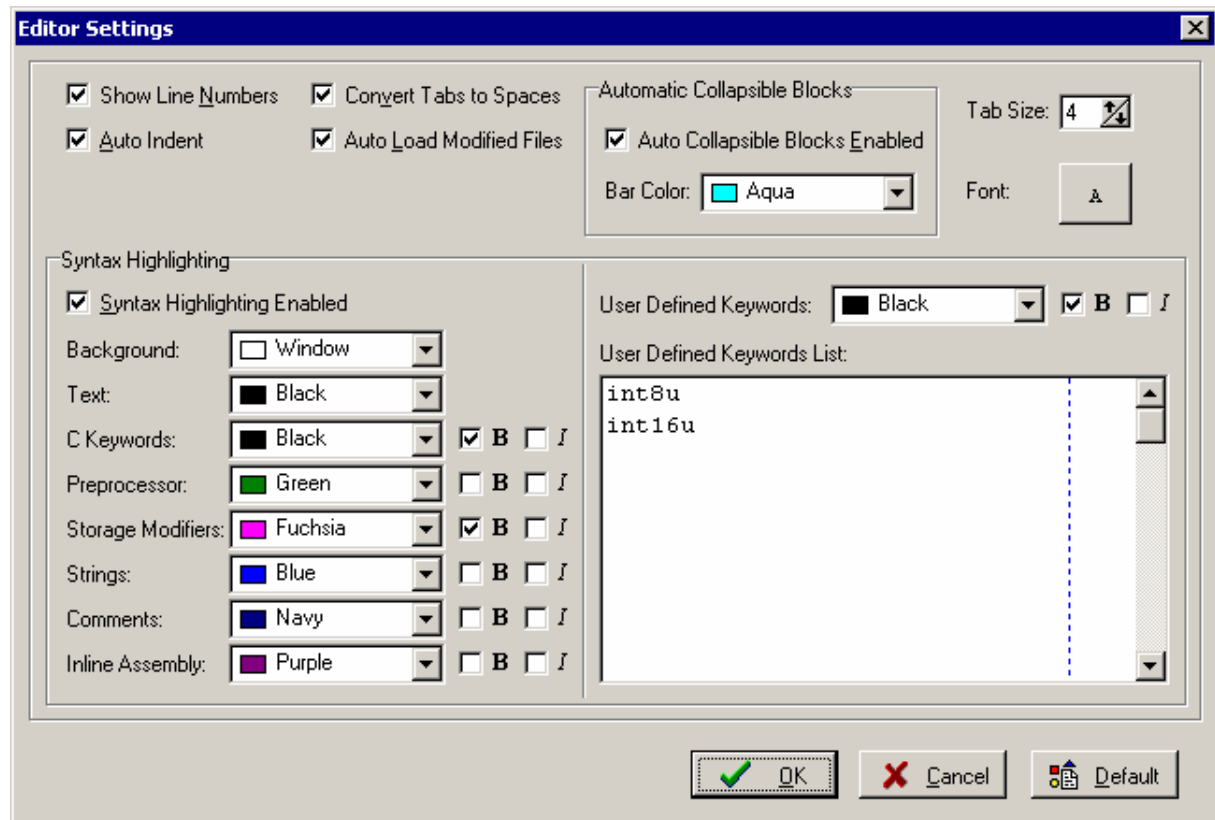 Editor Settings
Show Line Numbers
Convert Tabs to Spaces
Auto Indent
Auto Load Modified Files
Automatic Collapsible Blocks
Auto Collapsible Blocks Enabled
Bar Color: Aqua
Tab Size: 4
Font: A
Syntax Highlighting
Syntax Highlighting Enabled
Background: Window
Text: Black
C Keywords: Black B I
Preprocessor: Green B I
Storage Modifiers: Fuchsia B I
Strings: Blue B I
Comments: Navy B I
Inline Assembly: Purple B I
User Defined Keywords: Black B I
User Defined Keywords List:
int8u
int16u
OK Cancel Default